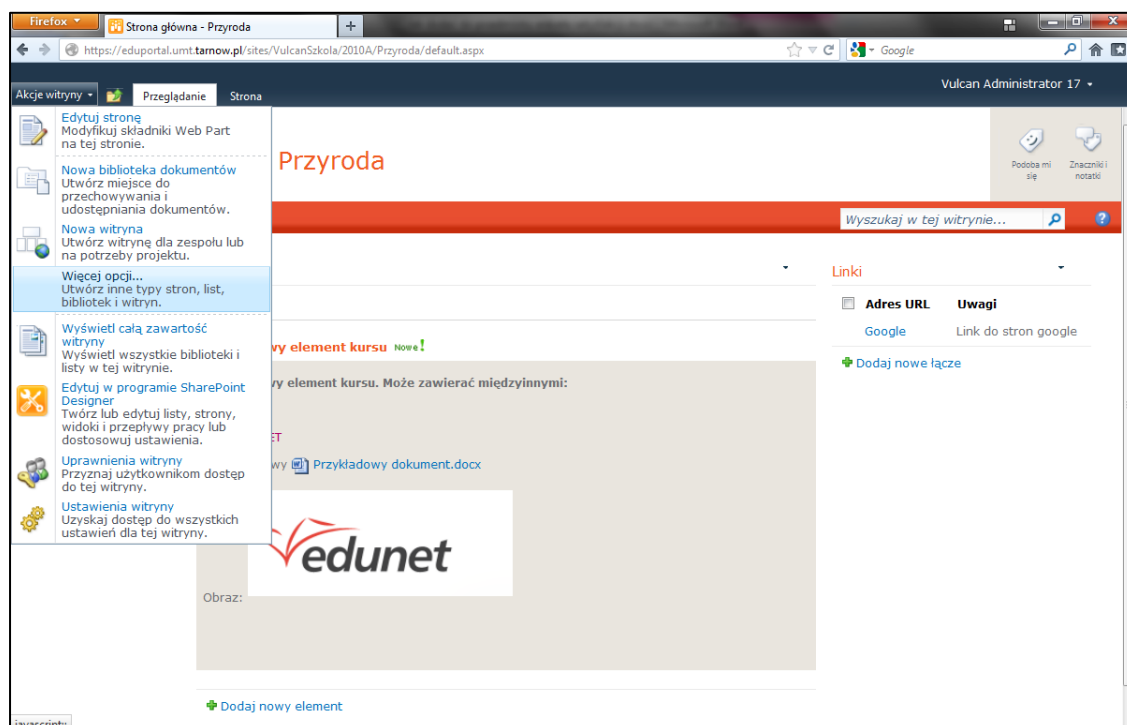 Firefox
Strona główna - Przyroda
https://eduportal.umt.tarnow.pl/sites/VulcanSzkola/2010A/Przyroda/default.aspx
Google
Vulcan Administrator 17
Akcje witryny
Przeglądanie
Strona
Edytuj stronę
Modyfikuj składniki Web Part
na tej stronie.
Nowa biblioteka dokumentów
Utwórz miejsce do
przechowywania i
udostępniania dokumentów.
Nowa witryna
Utwórz witrynę dla zespołu lub
na potrzeby projektu.
Więcej opcji...
Utwórz inne typy stron, list,
bibliotek i witryn.
Wyświetl całą zawartość
witryny
Wyświetl wszystkie biblioteki i
listy w tej witrynie.
Edytuj w programie SharePoint
Designer
Twórz lub edytuj listy, strony,
widoki i przepływy pracy lub
dostosowuj ustawienia.
Uprawnienia witryny
Przyznaj użytkownikom dostęp
do tej witryny.
Ustawienia witryny
Uzyskaj dostęp do wszystkich
ustawień dla tej witryny.
Przyroda
Podoba mi
się
Znaczniki i
notatki
Wyszukaj w tej witrynie...
wy element kursu Nowe!
wy element kursu. Może zawierać międzyinnymi:
ET
wy Przykładowy dokument.docx
edunet
Obraz:
Dodaj nowy element
Linki
Adres URL Uwagi
Google Link do stron google
Dodaj nowe łącze